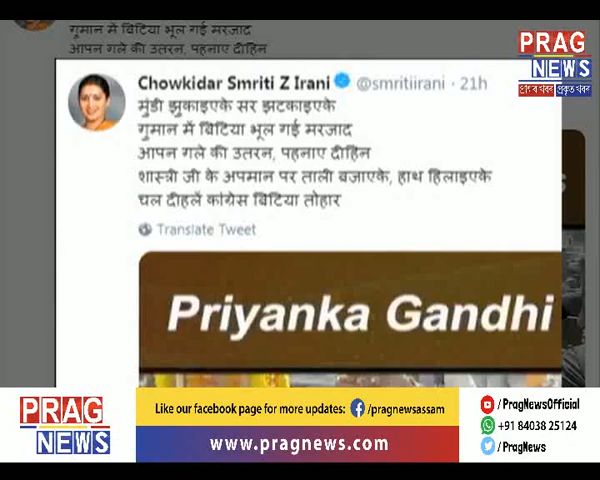 गुमान में बिटिया भूल गई मरजाद
आपन गले की उतरन, पहनाए दीहिन
PRAG
NEWS
Chowkidar Smriti Z Irani @smritiirani · 21h
मुंडी झुकाइएके सर झटकाइएके
गुमान में बिटिया भूल गई मरजाद
आपन गले की उतरन, पहनाए दीहिन
शास्त्री जी के अपमान पर ताली बजाएके, हाथ हिलाइएके
चल दीहलें कांग्रेस बिटिया तोहार
Translate Tweet
Priyanka Gandhi
PRAG
NEWS
Like our facebook page for more updates: f/pragnewsassam
www.pragnews.com
/PragNewsOfficial
+91 84038 25124
/PragNews